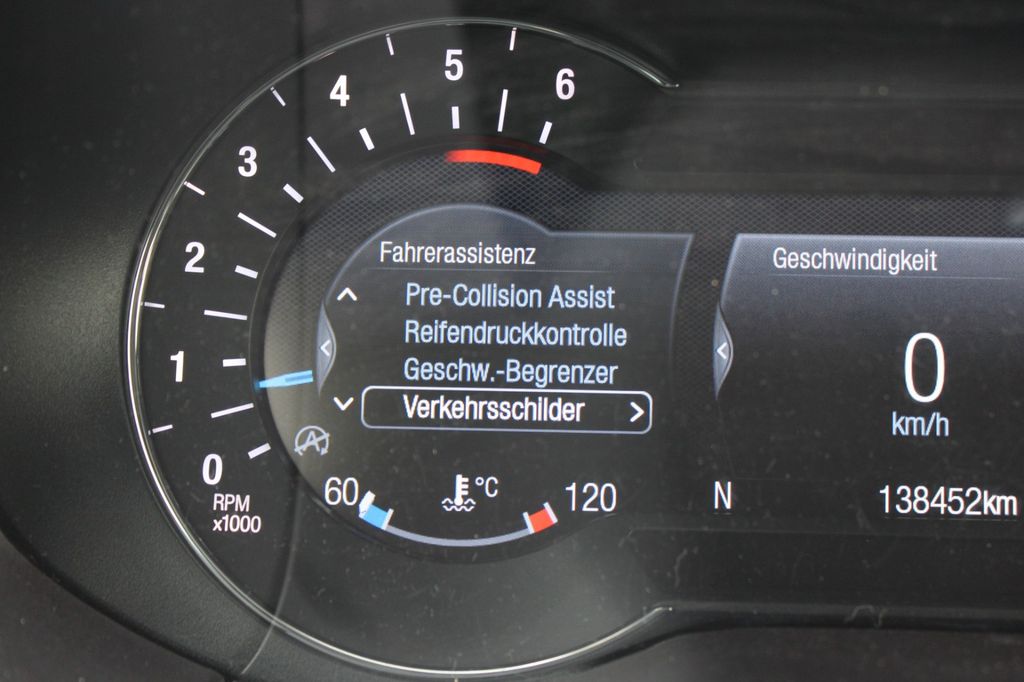 6
5
4
3
2
1
0
RPM
x1000
Fahrerassistenz
Pre-Collision Assist
Reifendruckkontrolle
Geschw.-Begrenzer
Verkehrsschilder
A
60
°C
120
Geschwindigkeit
0
km/h
N
138452km